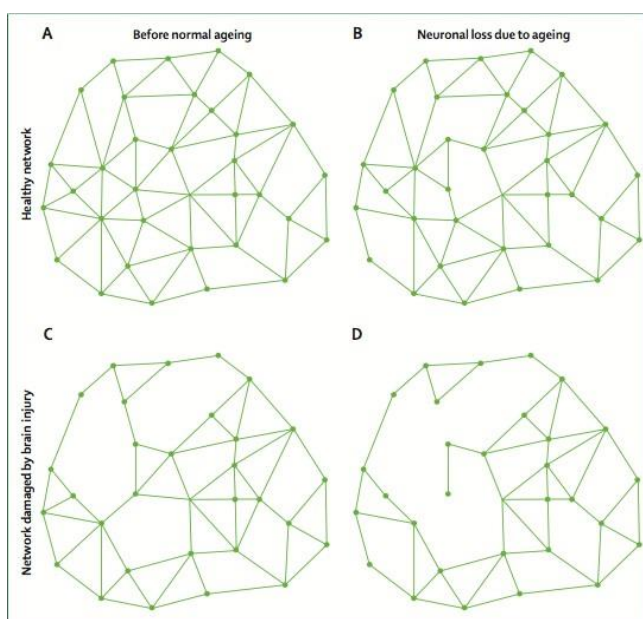 A
Before normal ageing
B
Neuronal loss due to ageing
Healthy network
C
D
Network damaged by brain injury